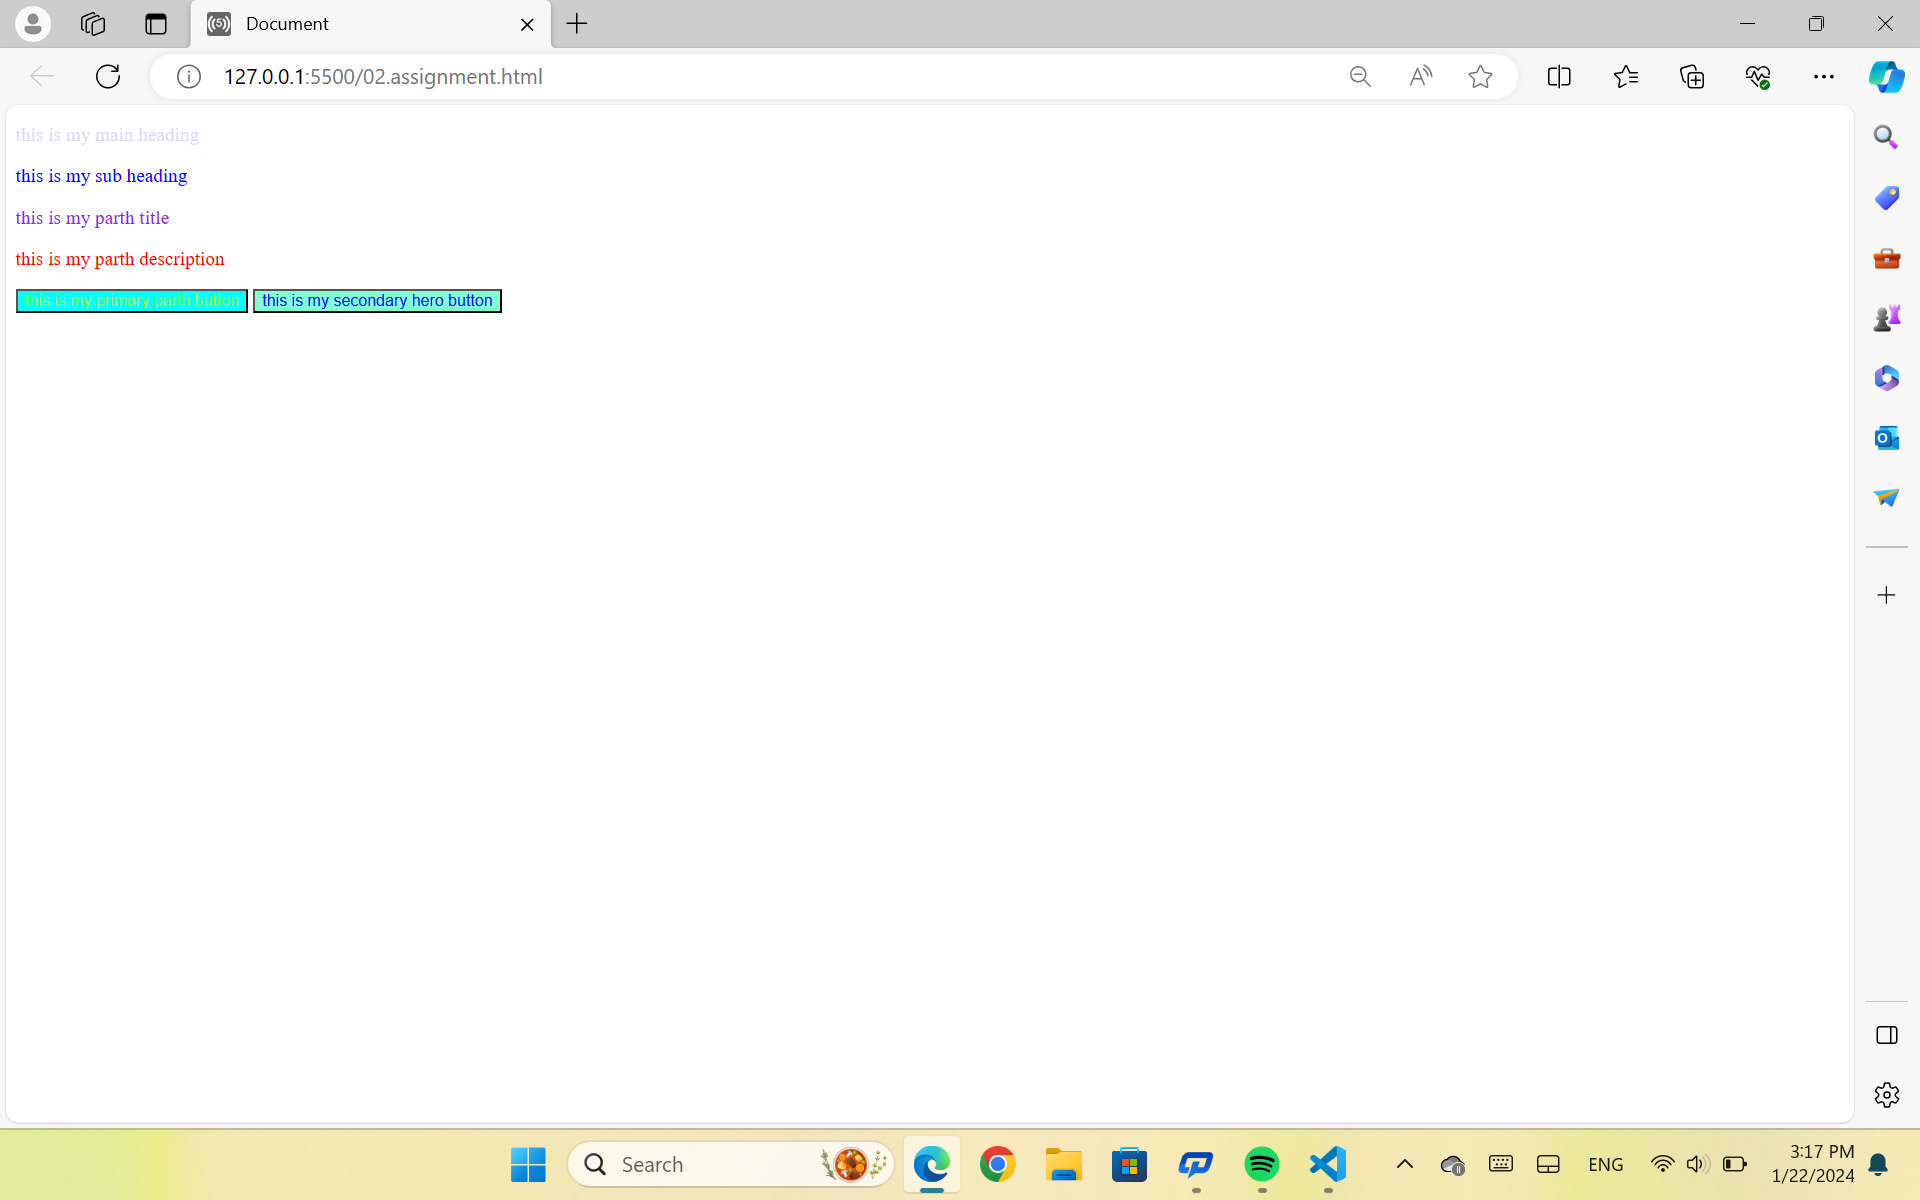 Document
127.0.0.1:5500/02.assignment.html
this is my main heading
this is my sub heading
this is my parth title
this is my parth description
this is my primary parth button this is my secondary hero button
Search
ENG
3:17 PM
1/22/2024